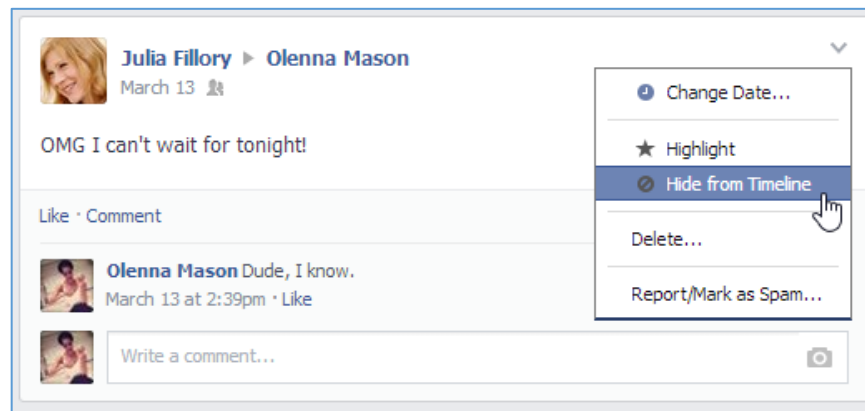 Julia Fillory ▶ Olenna Mason
March 13
OMG I can't wait for tonight!
Like · Comment
Olenna Mason Dude, I know.
March 13 at 2:39pm · Like
Write a comment...
Change Date...
Highlight
Hide from Timeline
Delete...
Report/Mark as Spam...